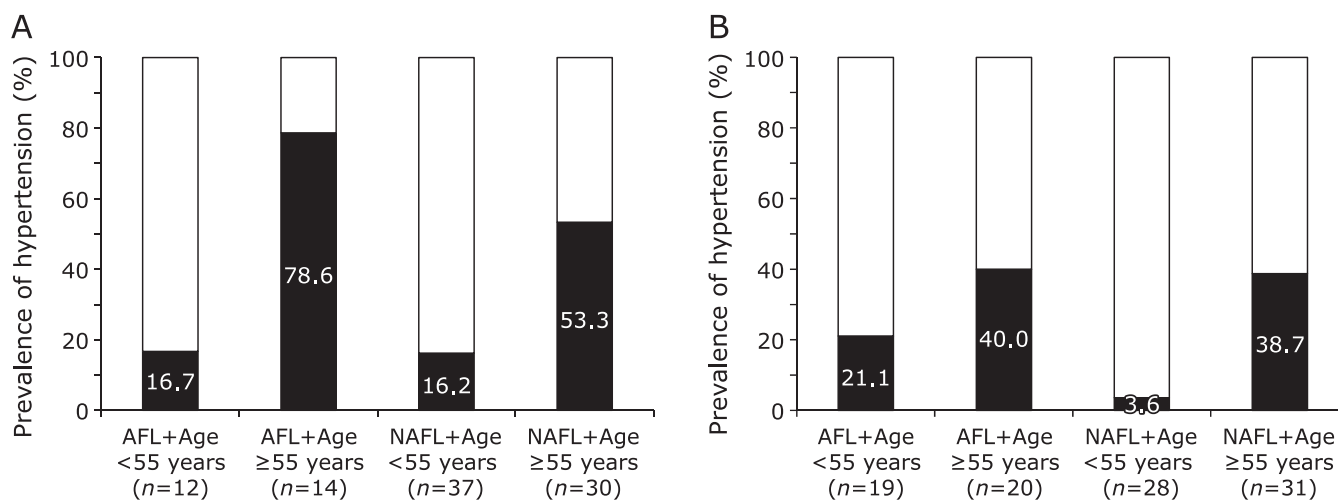 A
Prevalence of hypertension (%)
100
80
60
40
20
0
16.7
78.6
16.2
53.3
AFL+Age
<55 years
(n=12)
AFL+Age
≥55 years
(n=14)
NAFL+Age
<55 years
(n=37)
NAFL+Age
≥55 years
(n=30)
B
Prevalence of hypertension (%)
100
80
60
40
20
0
21.1
40.0
3.6
38.7
AFL+Age
<55 years
(n=19)
AFL+Age
≥55 years
(n=20)
NAFL+Age
<55 years
(n=28)
NAFL+Age
≥55 years
(n=31)